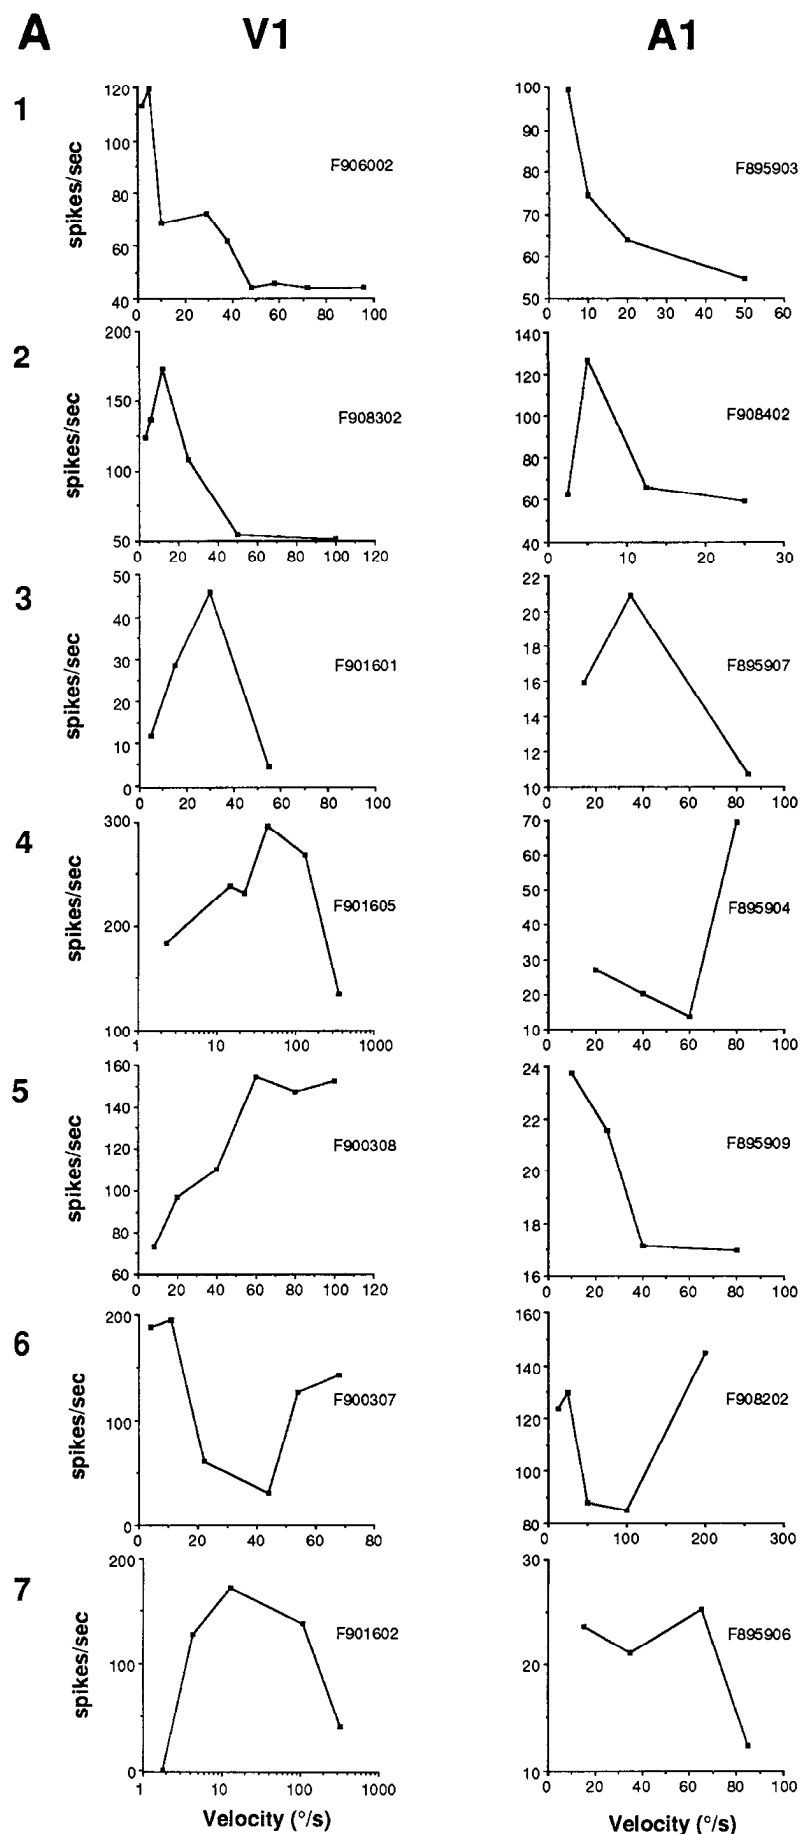 A V1 A1
1
spikes/sec
120
100
80
60
40
0 20 40 60 80 100
F906002
100
90
80
70
60
50
0 10 20 30 40 50 60
F895903
2
spikes/sec
200
150
100
50
0 20 40 60 80 100 120
F908302
140
120
100
80
60
40
0 10 20 30
F908402
3
spikes/sec
50
40
30
20
10
0
0 20 40 60 80 100
F901601
22
20
18
16
14
12
10
0 20 40 60 80 100
F895907
4
spikes/sec
300
200
100
1 10 100 1000
F901605
70
60
50
40
30
20
10
0 20 40 60 80 100
F895904
5
spikes/sec
160
140
120
100
80
60
0 20 40 60 80 100 120
F900308
24
22
20
18
16
0 20 40 60 80 100
F895909
6
spikes/sec
200
100
0
0 20 40 60 80
F900307
160
140
120
100
80
0 100 200 300
F908202
7
spikes/sec
200
100
0
1 10 100 1000
F901602
Velocity (°/s)
30
20
10
0 20 40 60 80 100
F895906
Velocity (°/s)